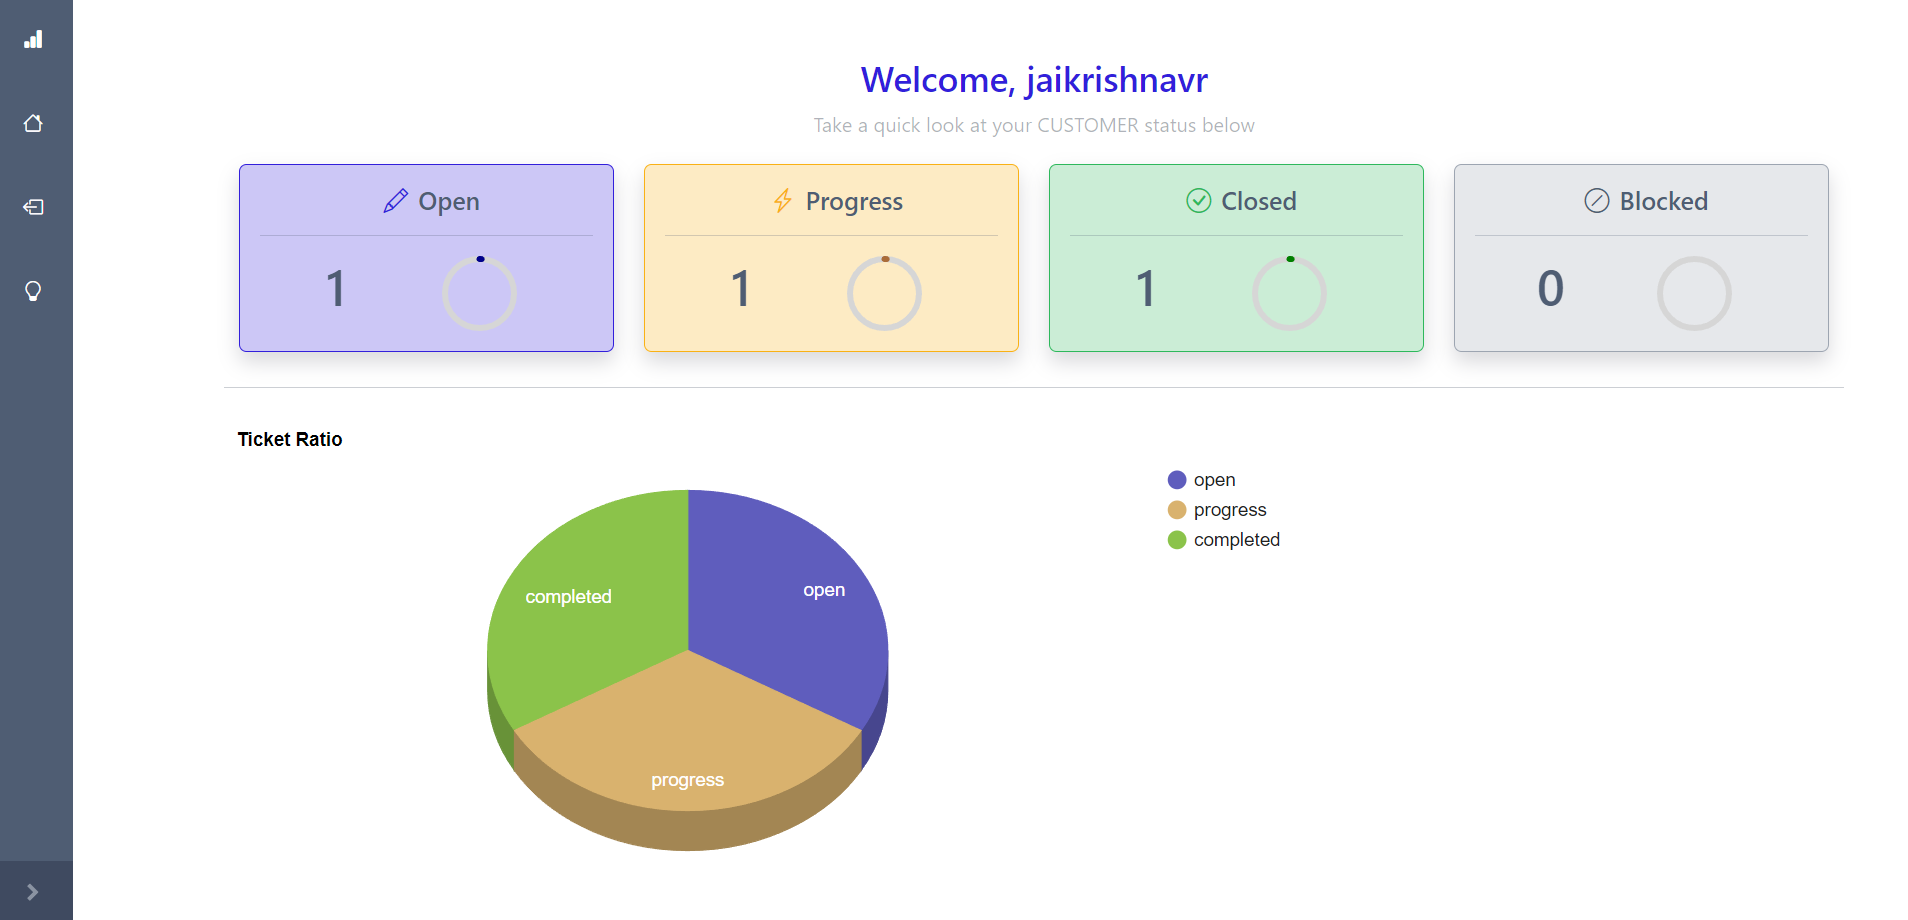 Welcome, jaikrishnavr
Take a quick look at your CUSTOMER status below
Open
1
Progress
1
Closed
1
Blocked
0
Ticket Ratio
open
progress
completed
completed
open
progress